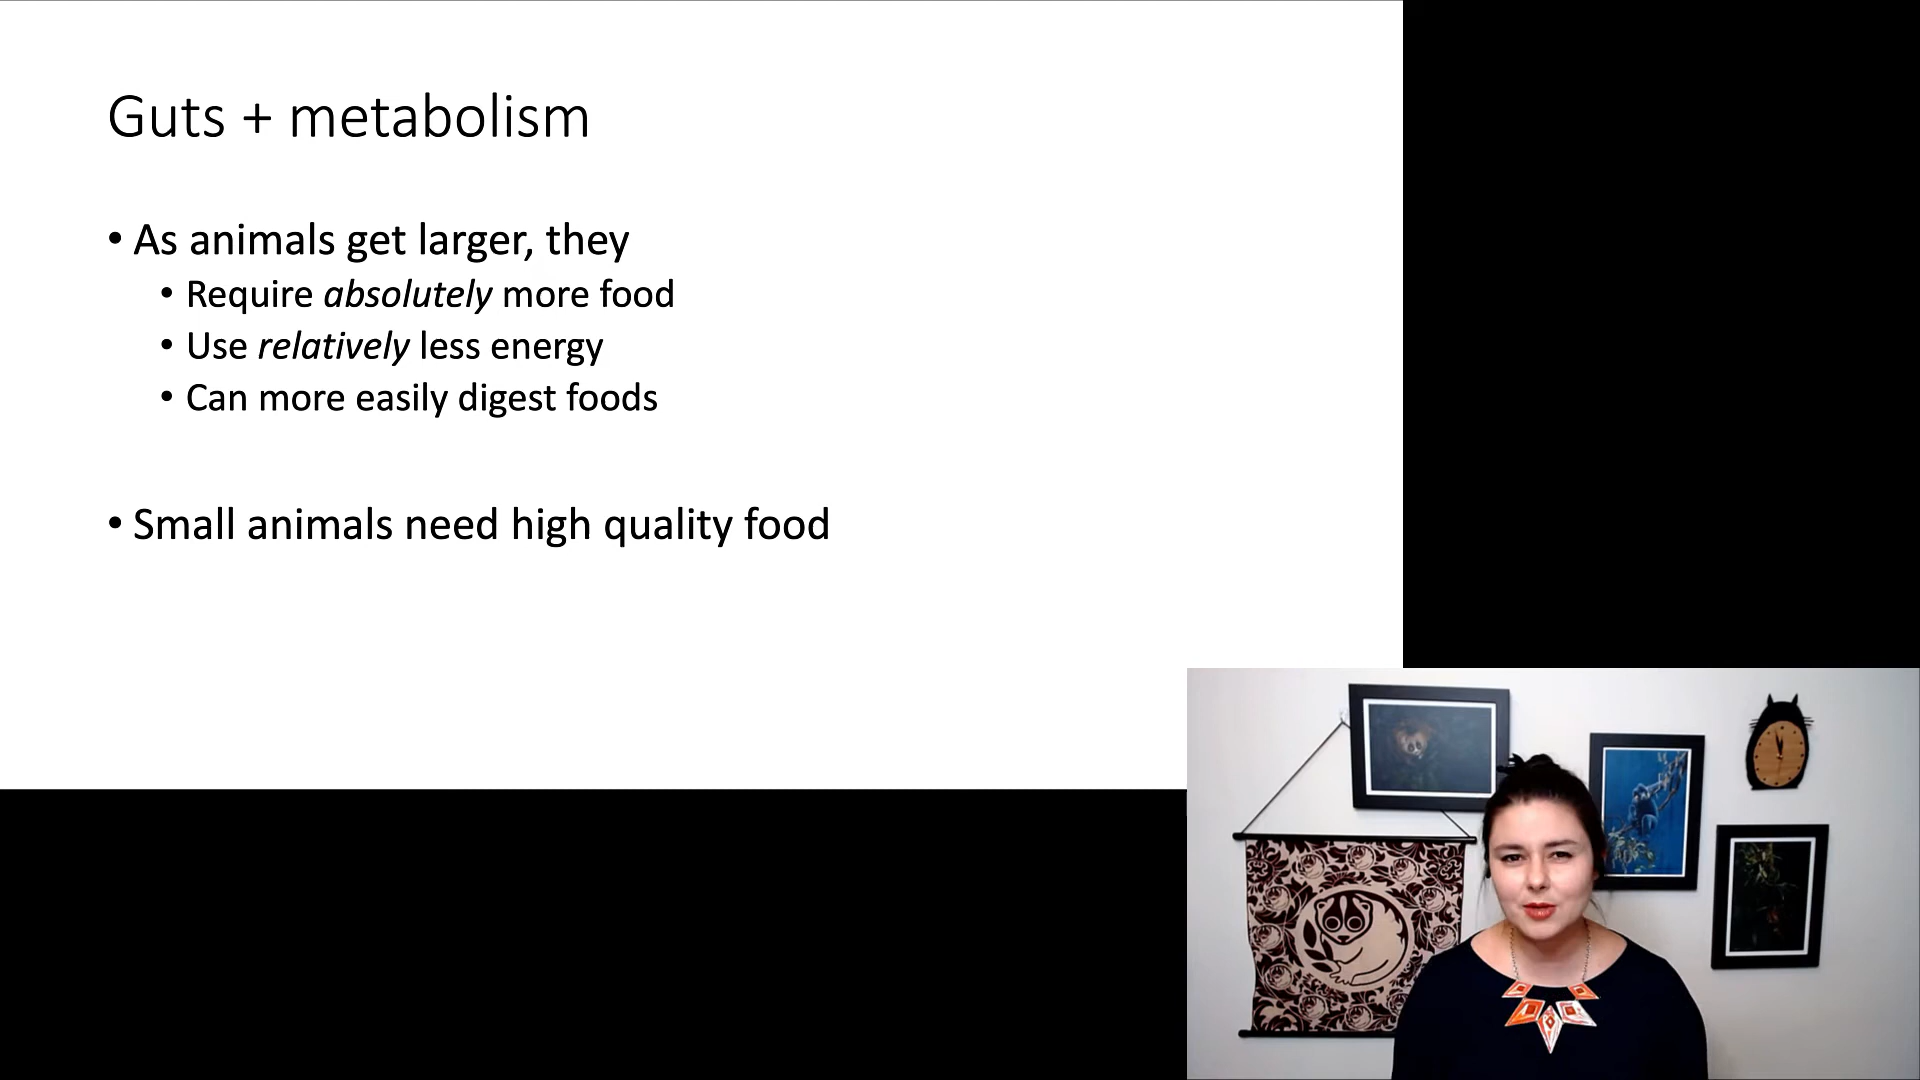 Guts + metabolism
• As animals get larger, they
• Require absolutely more food
• Use relatively less energy
• Can more easily digest foods
• Small animals need high quality food